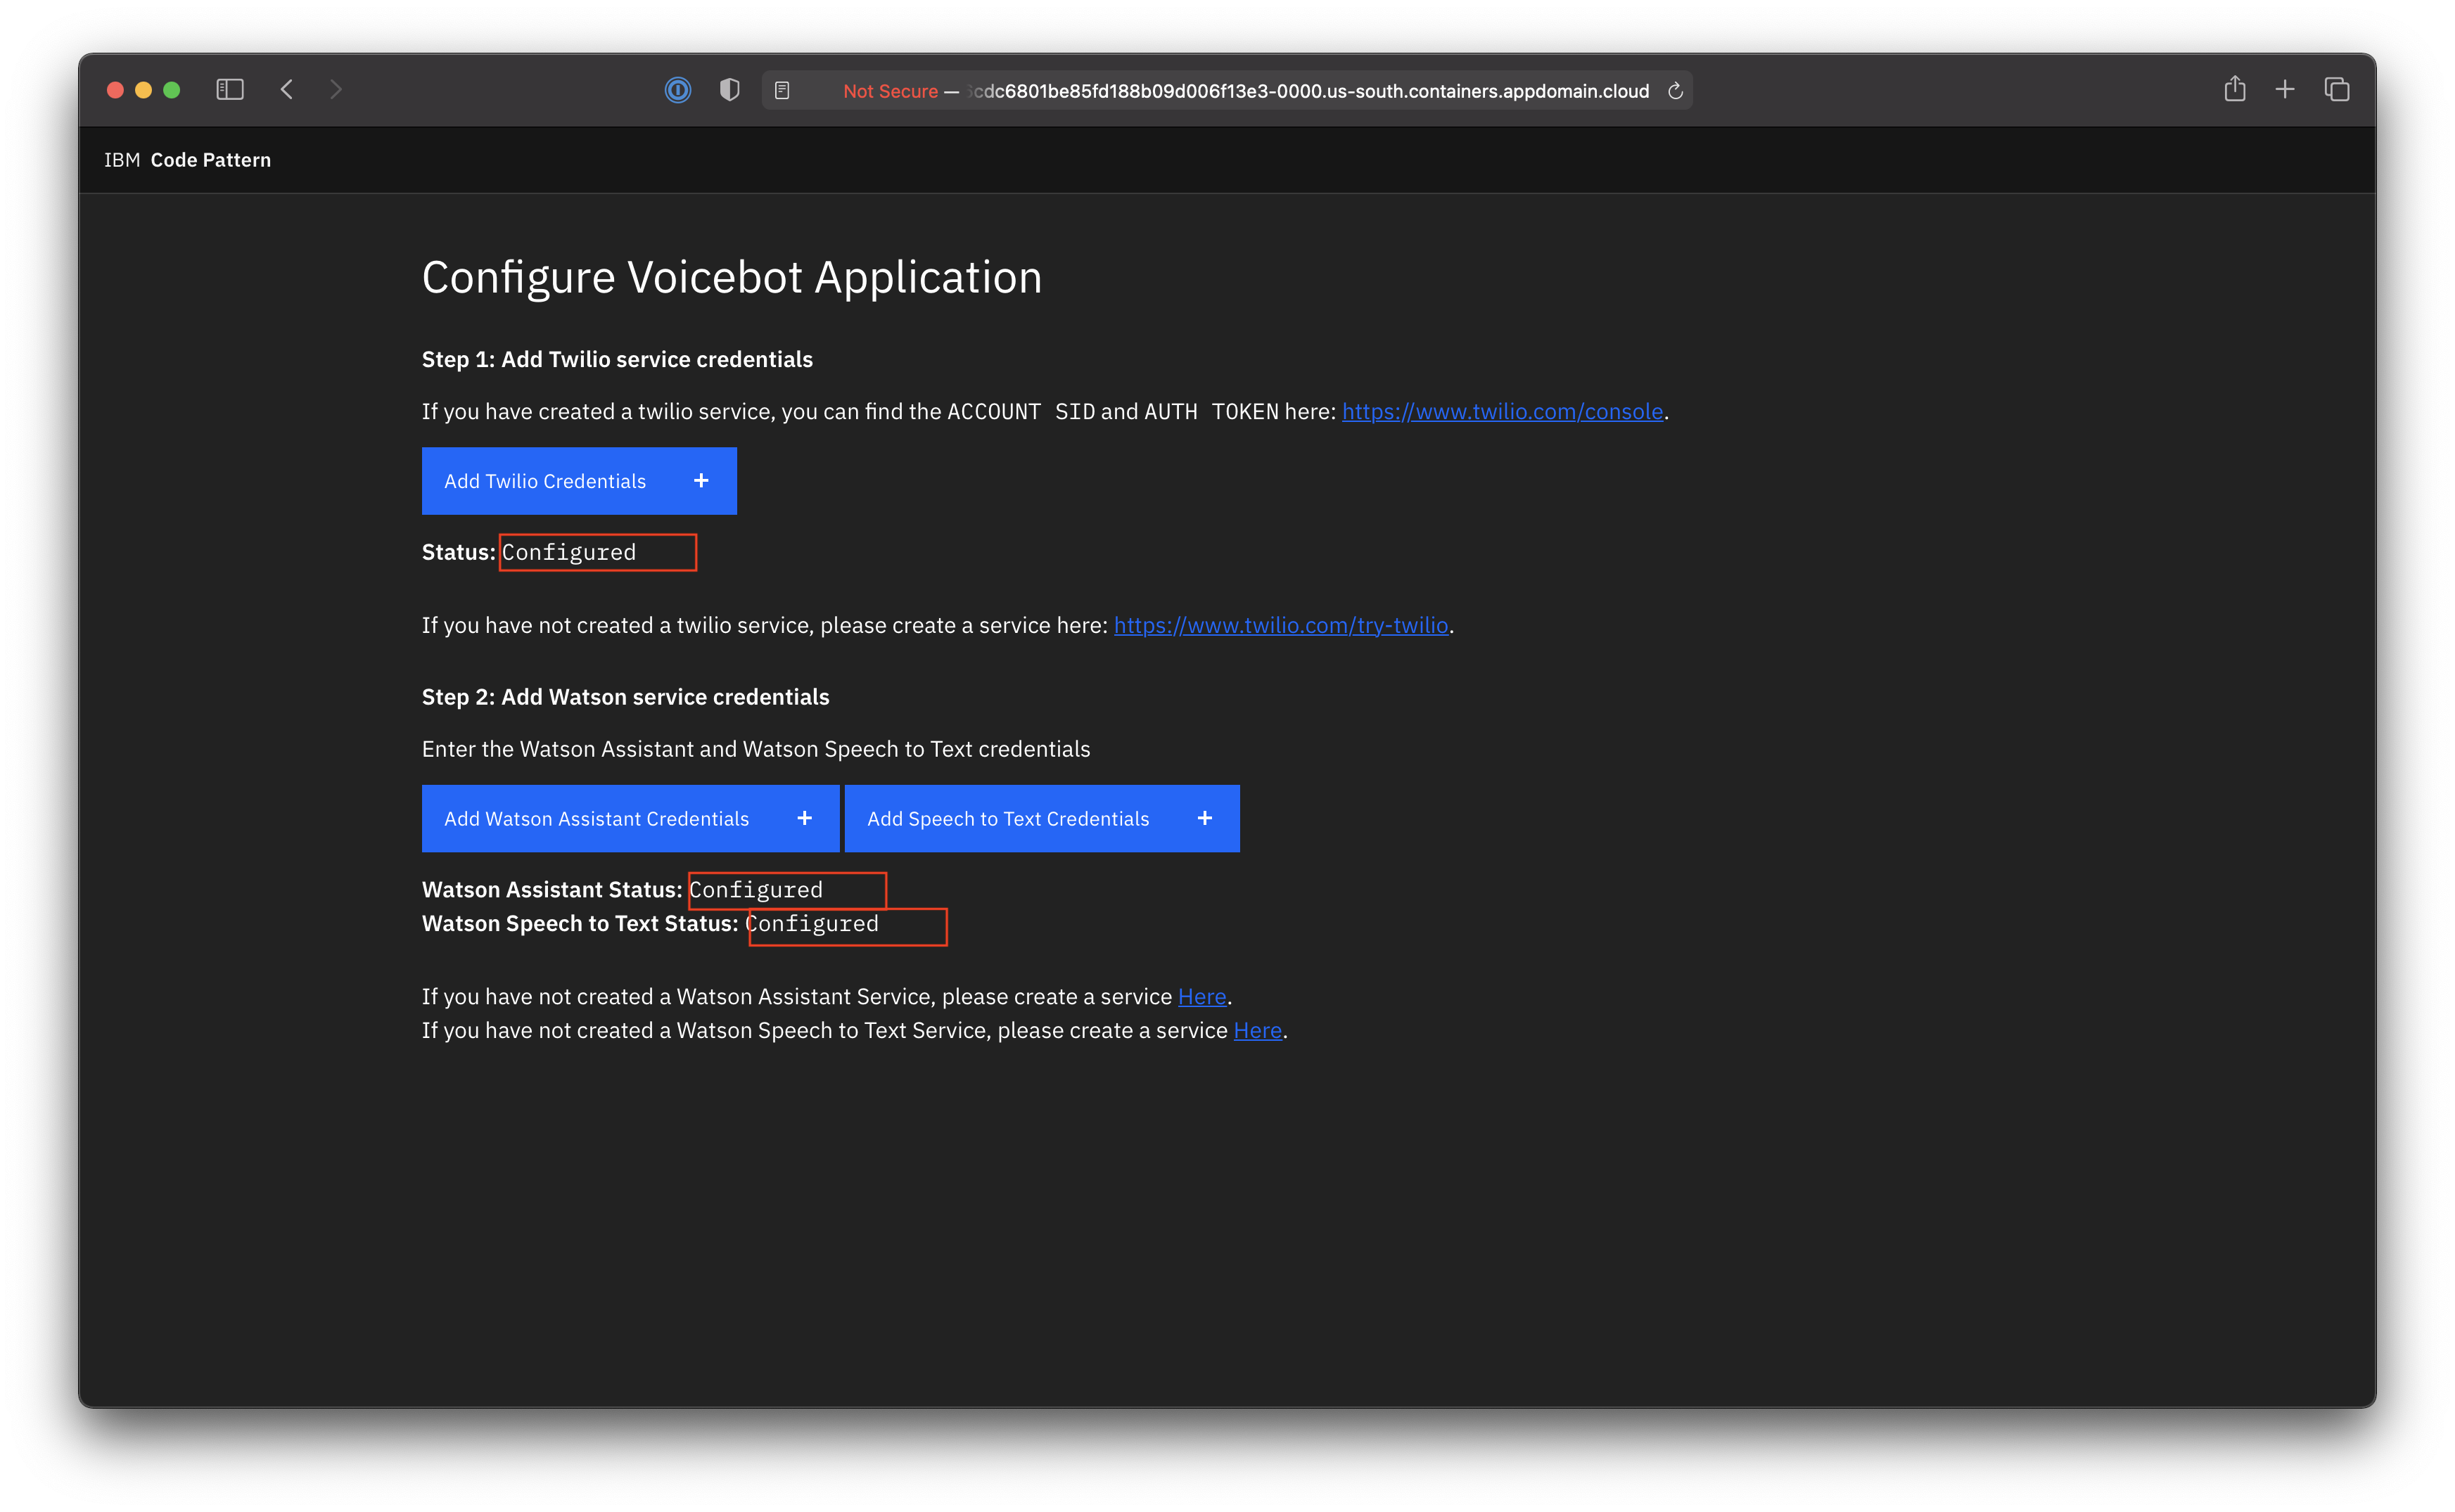 Not Secure — cdc6801be85fd188b09d006f13e3-0000.us-south.containers.appdomain.cloud
IBM Code Pattern
Configure Voicebot Application
Step 1: Add Twilio service credentials
If you have created a twilio service, you can find the ACCOUNT SID and AUTH TOKEN here: https://www.twilio.com/console.
Add Twilio Credentials +
Status: Configured
If you have not created a twilio service, please create a service here: https://www.twilio.com/try-twilio.
Step 2: Add Watson service credentials
Enter the Watson Assistant and Watson Speech to Text credentials
Add Watson Assistant Credentials + Add Speech to Text Credentials +
Watson Assistant Status: Configured
Watson Speech to Text Status: Configured
If you have not created a Watson Assistant Service, please create a service Here.
If you have not created a Watson Speech to Text Service, please create a service Here.